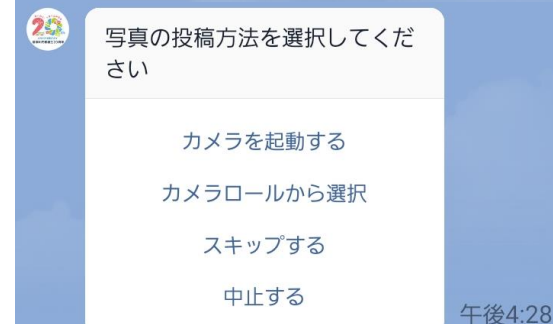 20
写真の投稿方法を選択してくだ
さい
カメラを起動する
カメラロールから選択
スキップする
中止する
午後4:28